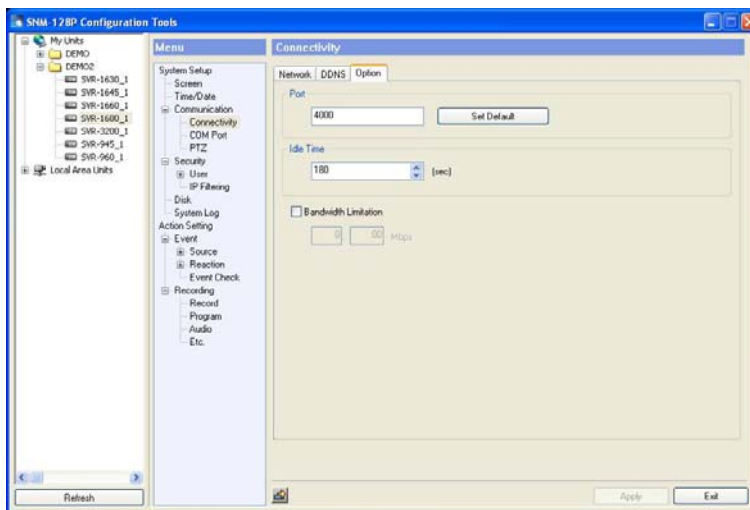 SNM-128P Configuration Tools
My Units
DEMO
DEMO2
SVR-1630_1
SVR-1645_1
SVR-1660_1
SVR-1680_1
SVR-3200_1
SVR-945_1
SVR-960_1
Local Area Units
Refresh
Menu
System Setup
Screen
Time/Date
Communication
Connectivity
COM Port
PTZ
Security
User
IP Filtering
Disk
System Log
Action Setting
Event
Source
Reaction
Event Check
Recording
Record
Program
Audio
Etc.
Connectivity
Network DDNS Option
Port
4000 Set Default
Idle Time
180 [sec]
Bandwidth Limitation
0 00 Mbps
Apply Exit